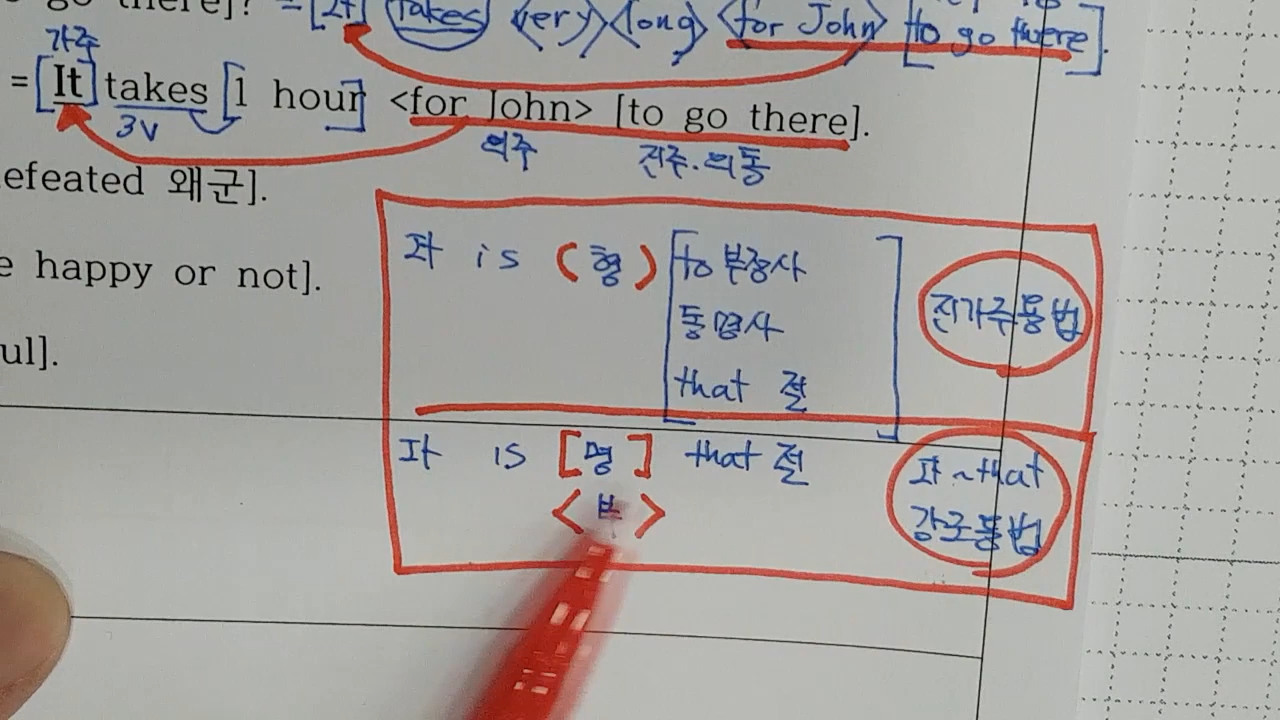 go there]? = [It] (takes) <very> <long> <for John> [to go there].
가주
= [It] takes [1 hour] <for John> [to go there].
3V 의주 진주.의동
efeated 왜군].
e happy or not].
ul].
It is (형) [to 부정사
동명사
that 절]
진가주용법
It is [명] that 절
<부>
It ~ that
강조용법